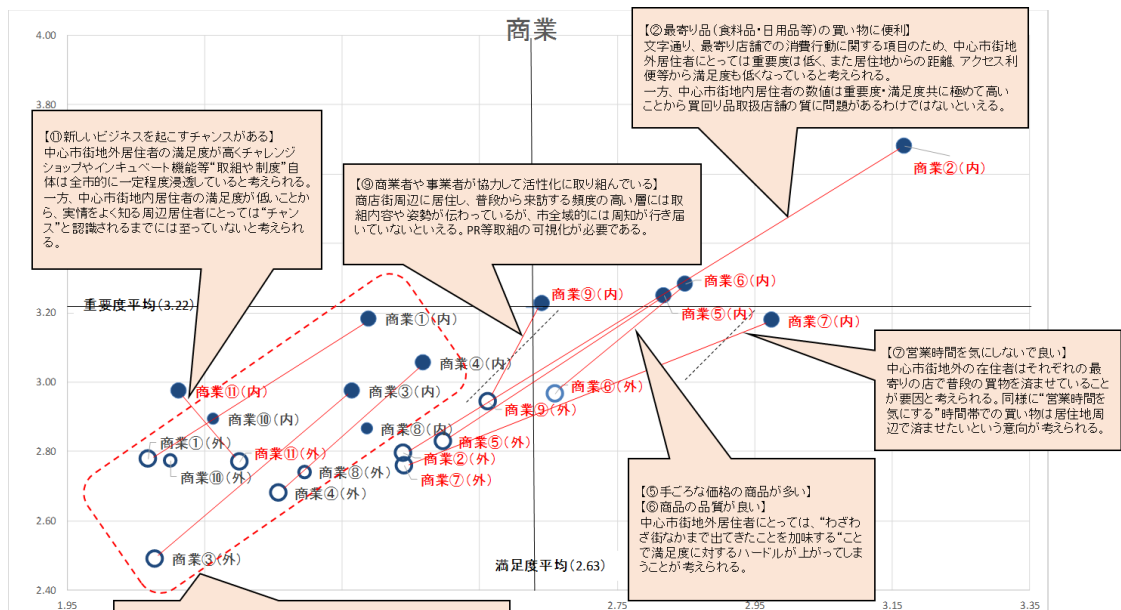 商業
4.00
3.80
3.20
3.00
2.80
2.60
2.40
1.95
2.75
2.95
3.15
3.35
重要度平均(3.22)
満足度平均(2.63)
【②最寄り品(食料品・日用品等)の買い物に便利】
文字通り、最寄り店舗での消費行動に関する項目のため、中心市街地
外居住者にとっては重要度は低く、また居住地からの距離、アクセス利
便等から満足度も低くなっていると考えられる。
一方、中心市街地内居住者の数値は重要度・満足度共に極めて高い
ことから買回り品取扱店舗の質に問題があるわけではないといえる。
【⑪新しいビジネスを起こすチャンスがある】
中心市街地外居住者の満足度が高くチャレンジ
ショップやインキュベート機能等“取組や制度”自
体は全市的に一定程度浸透していると考えられる。
一方、中心市街地内居住者の満足度が低いことか
ら、実情をよく知る周辺居住者にとっては“チャン
ス”と認識されるまでには至っていないと考えられ
る。
【⑨商業者や事業者が協力して活性化に取り組んでいる】
商店街周辺に居住し、普段から来訪する頻度の高い層には取
組内容や姿勢が伝わっているが、市全域的には周知が行き届
いていないといえる。PR等取組の可視化が必要である。
商業②(内)
商業⑥(内)
商業⑨(内)
商業⑤(内)
商業⑦(内)
商業①(内)
商業④(内)
商業③(内)
商業⑪(内)
商業⑩(内)
商業⑧(内)
商業⑥(外)
商業⑨(外)
商業①(外)
商業⑤(外)
商業⑪(外)
商業②(外)
商業⑩(外)
商業⑧(外)
商業⑦(外)
商業④(外)
商業③(外)
【⑦営業時間を気にしないで良い】
中心市街地外の在住者はそれぞれの最
寄りの店で普段の買物を済ませていること
が要因と考えられる。同様に“営業時間を
気にする”時間帯での買い物は居住地周
辺で済ませたいという意向が考えられる。
【⑤手ごろな価格の商品が多い】
【⑥商品の品質が良い】
中心市街地外居住者にとっては、“わざわ
ざ街なかまで出てきたことを加味する”こと
で満足度に対するハードルが上がってしま
うことが考えられる。